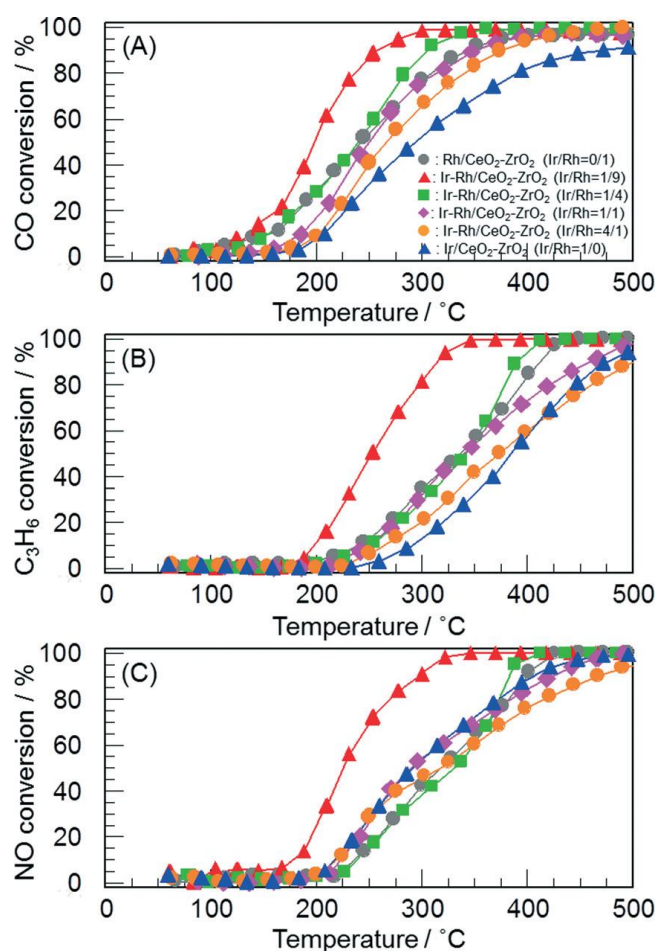 (A)
CO conversion / %
100
80
60
40
20
0
: Rh/CeO₂-ZrO₂ (Ir/Rh=0/1)
: Ir-Rh/CeO₂-ZrO₂ (Ir/Rh=1/9)
: Ir-Rh/CeO₂-ZrO₂ (Ir/Rh=1/4)
: Ir-Rh/CeO₂-ZrO₂ (Ir/Rh=1/1)
: Ir-Rh/CeO₂-ZrO₂ (Ir/Rh=4/1)
: Ir/CeO₂-ZrO₂ (Ir/Rh=1/0)
0 100 200 300 400 500
Temperature / ˚C
(B)
C₃H₆ conversion / %
100
80
60
40
20
0
0 100 200 300 400 500
Temperature / ˚C
(C)
NO conversion / %
100
80
60
40
20
0
0 100 200 300 400 500
Temperature / ˚C